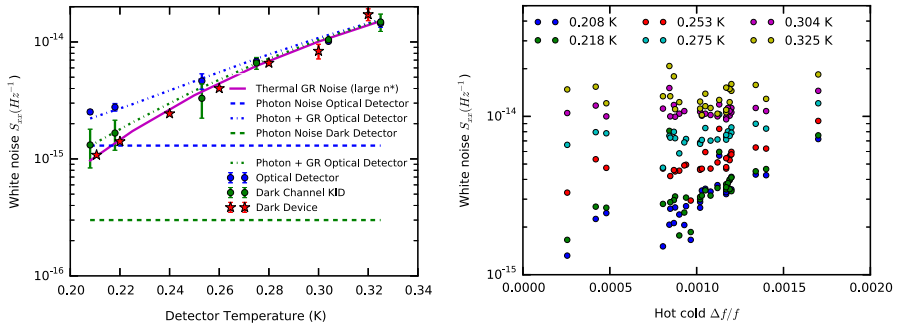 White noise S_xx(Hz⁻¹)
10⁻¹⁴
10⁻¹⁵
10⁻¹⁶
Thermal GR Noise (large n*)
Photon Noise Optical Detector
Photon + GR Optical Detector
Photon Noise Dark Detector
Photon + GR Optical Detector
Optical Detector
Dark Channel KID
Dark Device
0.20 0.22 0.24 0.26 0.28 0.30 0.32 0.34
Detector Temperature (K)
White noise S_xx(Hz⁻¹)
10⁻¹⁴
10⁻¹⁵
0.208 K 0.253 K 0.304 K
0.218 K 0.275 K 0.325 K
0.0000 0.0005 0.0010 0.0015 0.0020
Hot cold Δf/f